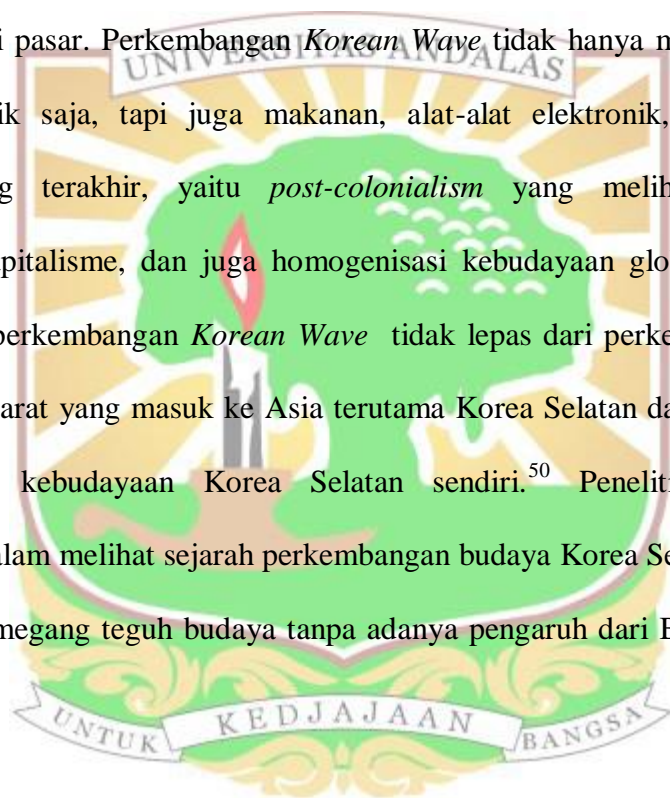 i pasar. Perkembangan Korean Wave tidak hanya m
UNIVERSITAS ANDALAS
ik saja, tapi juga makanan, alat-alat elektronik,
g terakhir, yaitu post-colonialism yang melih
pitalisme, dan juga homogenisasi kebudayaan glo
perkembangan Korean Wave tidak lepas dari perke
arat yang masuk ke Asia terutama Korea Selatan da
kebudayaan Korea Selatan sendiri.50 Penelit
alam melihat sejarah perkembangan budaya Korea Se
megang teguh budaya tanpa adanya pengaruh dari B
UNTUK KEDJAJAAN BANGSA